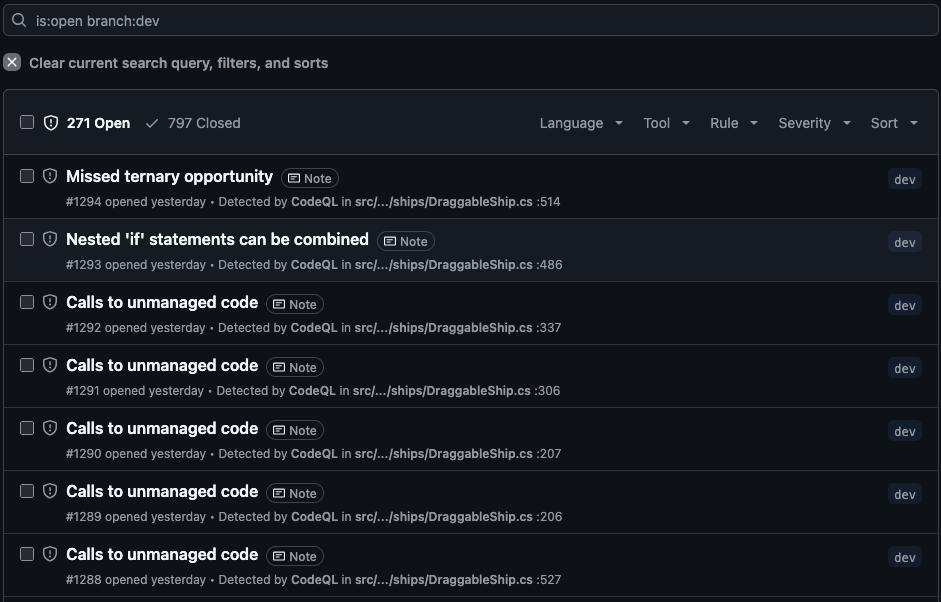 is:open branch:dev
Clear current search query, filters, and sorts
271 Open 797 Closed Language Tool Rule Severity Sort
Missed ternary opportunity Note dev
#1294 opened yesterday • Detected by CodeQL in src/.../ships/DraggableShip.cs :514
Nested 'if' statements can be combined Note dev
#1293 opened yesterday • Detected by CodeQL in src/.../ships/DraggableShip.cs :486
Calls to unmanaged code Note dev
#1292 opened yesterday • Detected by CodeQL in src/.../ships/DraggableShip.cs :337
Calls to unmanaged code Note dev
#1291 opened yesterday • Detected by CodeQL in src/.../ships/DraggableShip.cs :306
Calls to unmanaged code Note dev
#1290 opened yesterday • Detected by CodeQL in src/.../ships/DraggableShip.cs :207
Calls to unmanaged code Note dev
#1289 opened yesterday • Detected by CodeQL in src/.../ships/DraggableShip.cs :206
Calls to unmanaged code Note dev
#1288 opened yesterday • Detected by CodeQL in src/.../ships/DraggableShip.cs :527